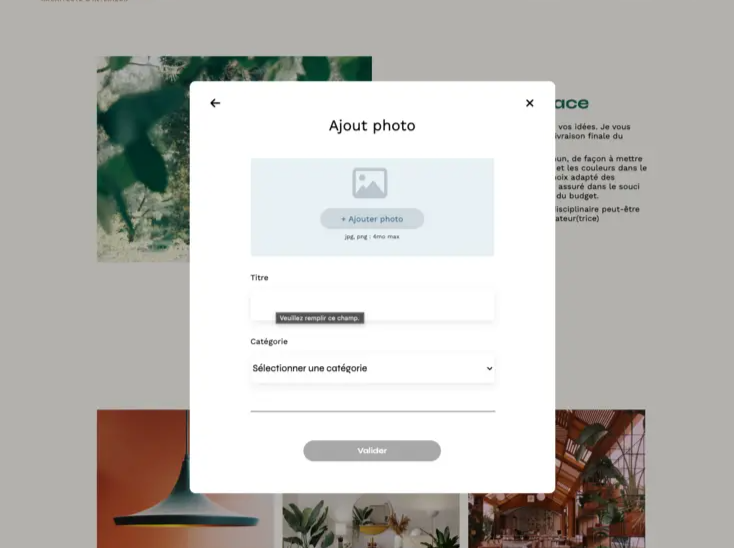 Ajout photo
ace
vos idées. Je vous
ivraison finale du
+ Ajouter photo
jpg, png : 4mo max
un, de façon à mettre
et les couleurs dans le
oix adapté des
assuré dans le souci
du budget.
disciplinaire peut-être
ateur(trice)
Titre
Veuillez remplir ce champ.
Catégorie
Sélectionner une catégorie
Valider